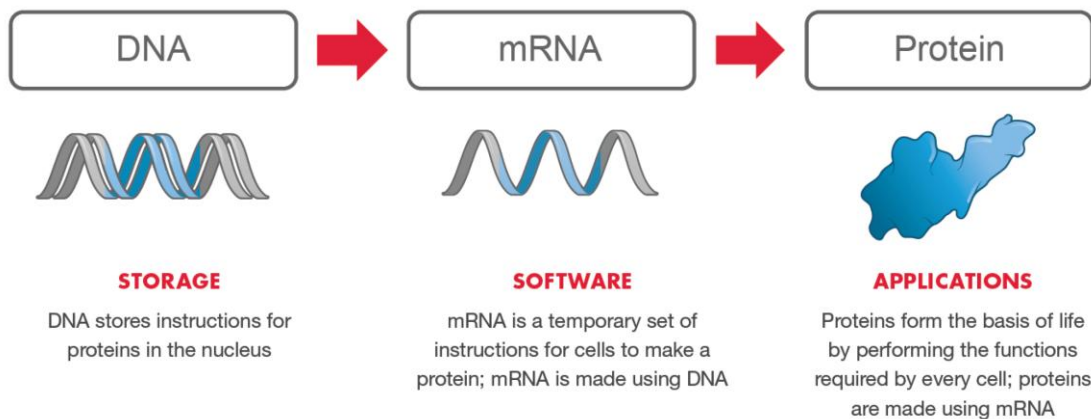 DNA
mRNA
Protein
STORAGE
DNA stores instructions for
proteins in the nucleus
SOFTWARE
mRNA is a temporary set of
instructions for cells to make a
protein; mRNA is made using DNA
APPLICATIONS
Proteins form the basis of life
by performing the functions
required by every cell; proteins
are made using mRNA